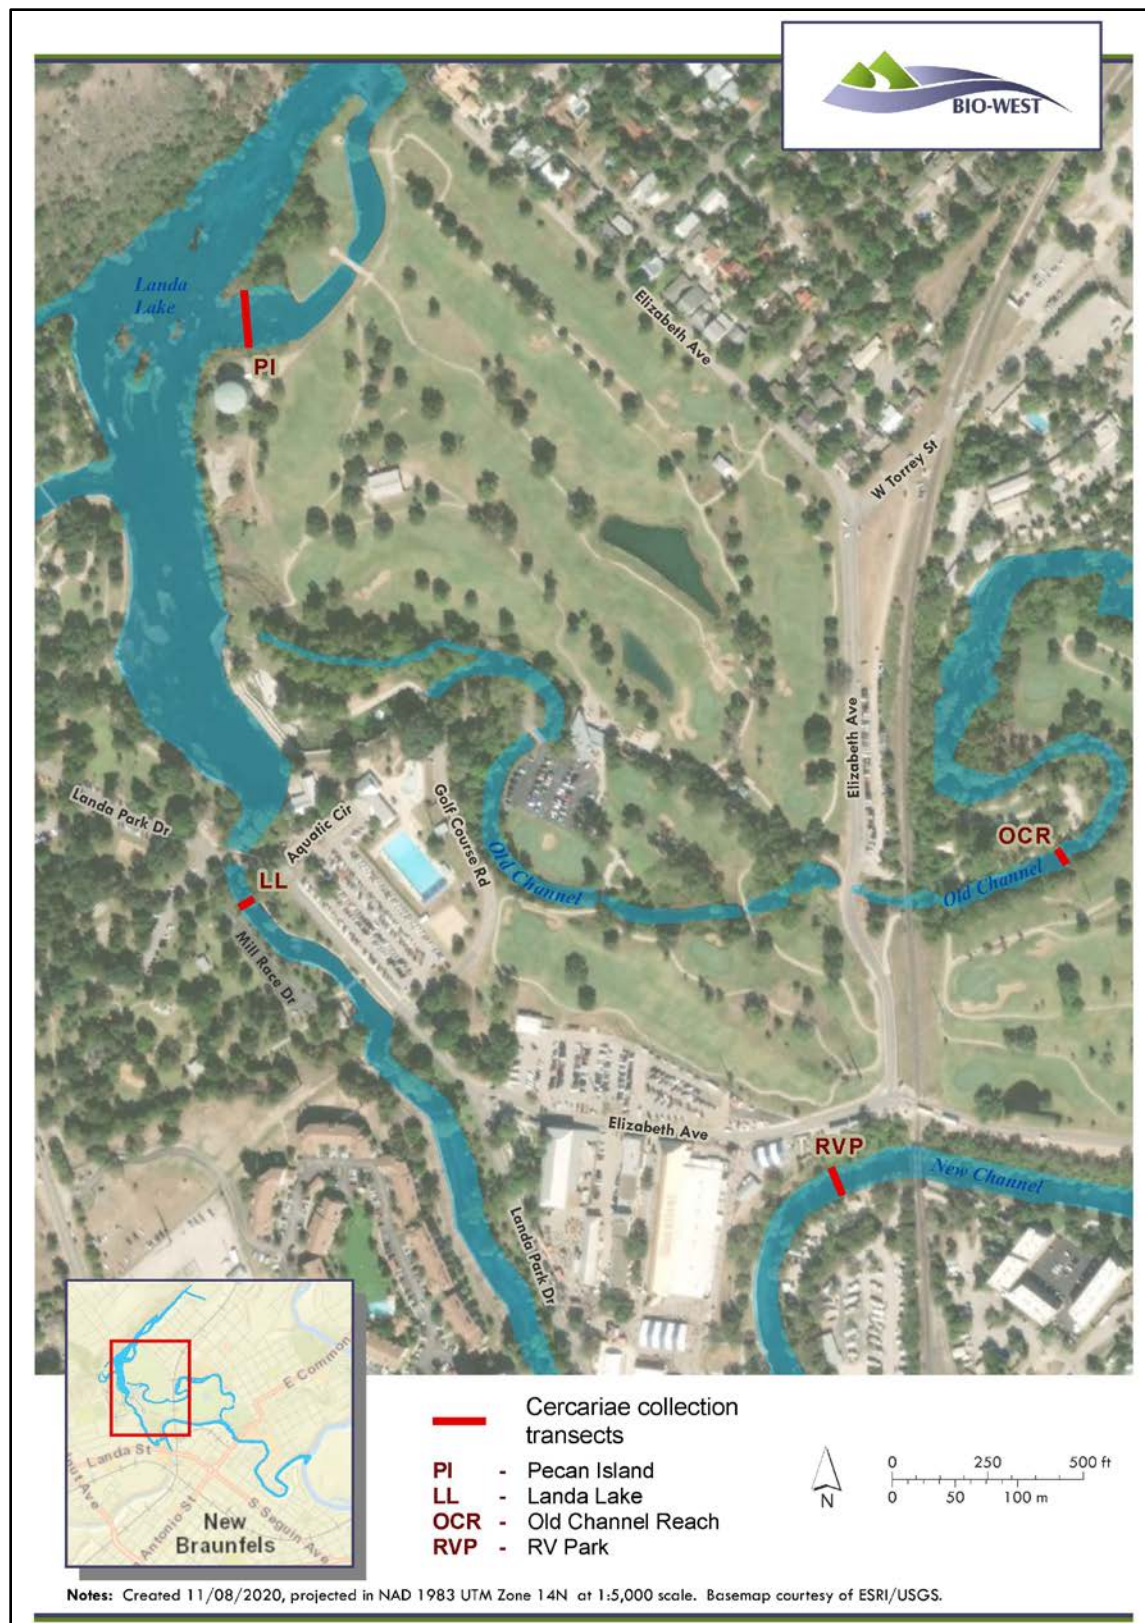 BIO-WEST
Landa
Lake
PI
Elizabeth Ave
W Torrey St
Elizabeth Ave
Landa Park Dr
Aquatic Cir
Golf Course Rd
OCR
Old Channel
Old Channel
LL
Mill Race Dr
Elizabeth Ave
RVP
New Channel
Landa Park Dr
E Common
Landa St
nut Ave
Antonio St
S Seguin Ave
New
Braunfels
Cercariae collection
transects
PI - Pecan Island
LL - Landa Lake
OCR - Old Channel Reach
RVP - RV Park
N
0 250 500 ft
0 50 100 m
Notes: Created 11/08/2020, projected in NAD 1983 UTM Zone 14N at 1:5,000 scale. Basemap courtesy of ESRI/USGS.